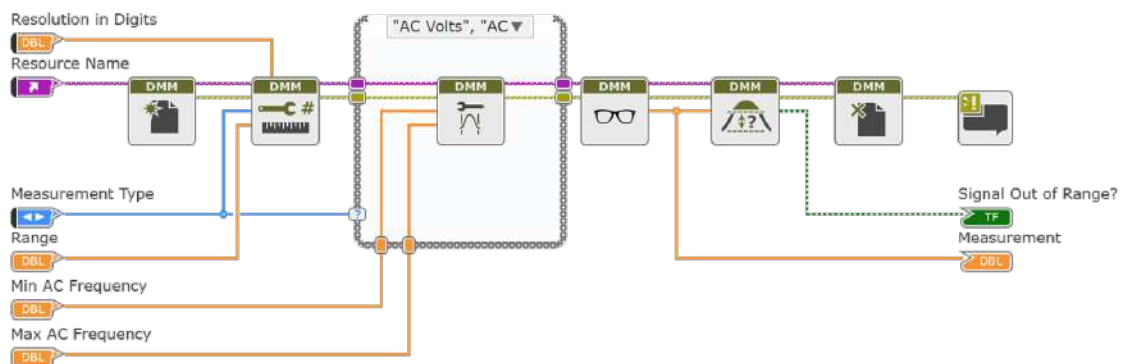 Resolution in Digits
DBL
Resource Name
"AC Volts", "AC
DMM
DMM
#
DMM
DMM
DMM
?
DMM
!
Measurement Type
?
Range
DBL
Min AC Frequency
DBL
Max AC Frequency
DBL
Signal Out of Range?
TF
Measurement
DBL